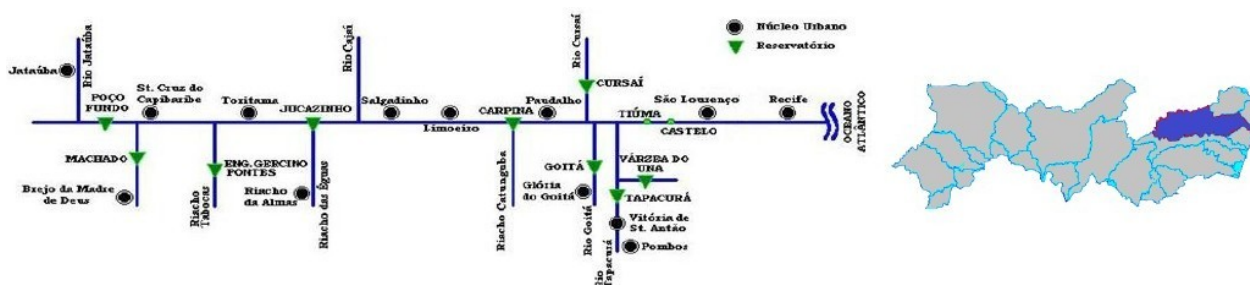 Núcleo Urbano
Reservatório
Jataúba
Rio Jataúba
POÇO
FUNDO
St. Cruz do
Capibaribe
Toritama
JUCAZINHO
Rio Cajaí
Salgadinho
Limoeiro
CARPINA
Paudalho
Rio Cursaí
CURSAÍ
TIÚMA
São Lourenço
CASTELO
Recife
OCEANO
ATLÂNTICO
MACHADO
Brejo da Madre
de Deus
ENG.GERCINO
PONTES
Riacho
Tabocas
Riacho
da Almas
Riacho das Éguas
Riacho Catunguba
GOITÁ
Glória
do Goitá
Rio Goitá
VÁRZEA DO
UNA
TAPACURÁ
Vitória de
St. Antão
Pombos
Rio
Tapacurá